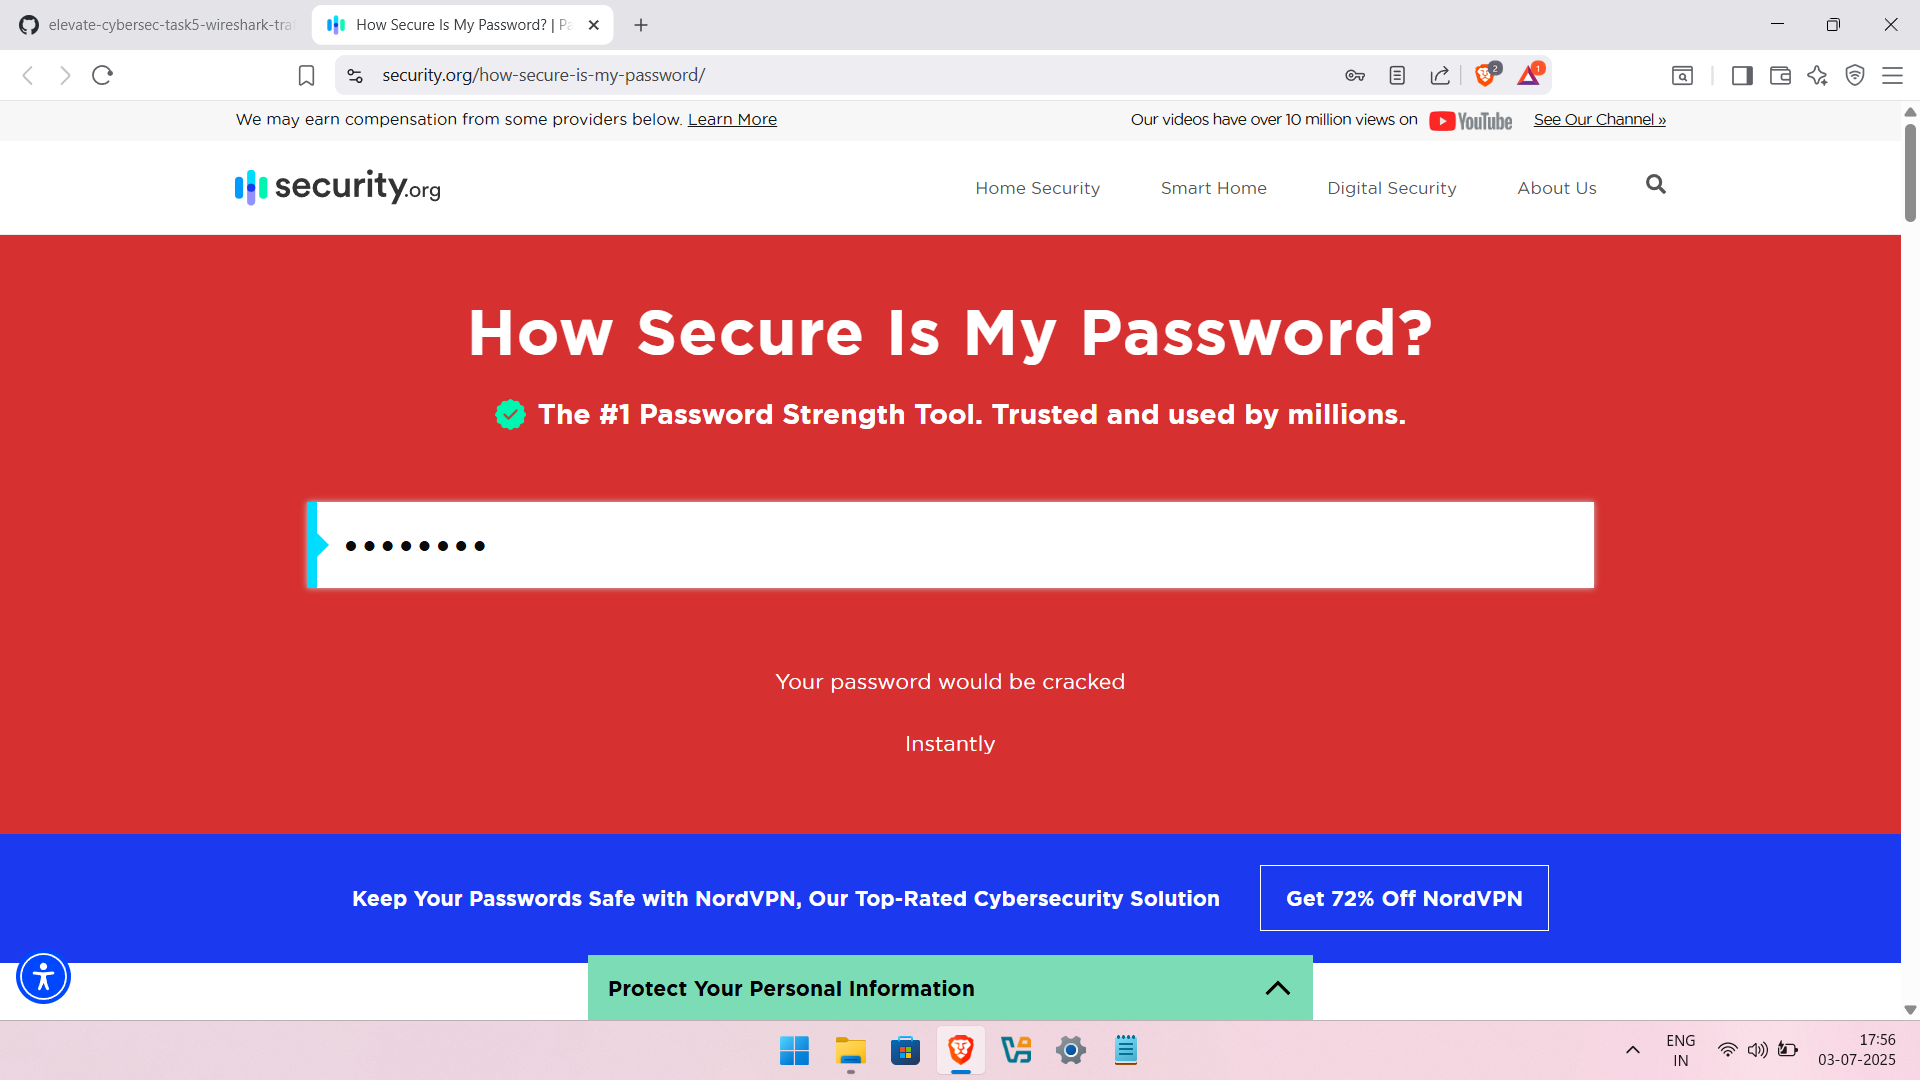 elevate-cybersec-task5-wireshark-tra
How Secure Is My Password? | Pa
security.org/how-secure-is-my-password/
2
1
We may earn compensation from some providers below. Learn More
Our videos have over 10 million views on YouTube See Our Channel »
security.org
Home Security
Smart Home
Digital Security
About Us
How Secure Is My Password?
The #1 Password Strength Tool. Trusted and used by millions.
••••••••
Your password would be cracked
Instantly
Keep Your Passwords Safe with NordVPN, Our Top-Rated Cybersecurity Solution
Get 72% Off NordVPN
Protect Your Personal Information
ENG
IN
17:56
03-07-2025